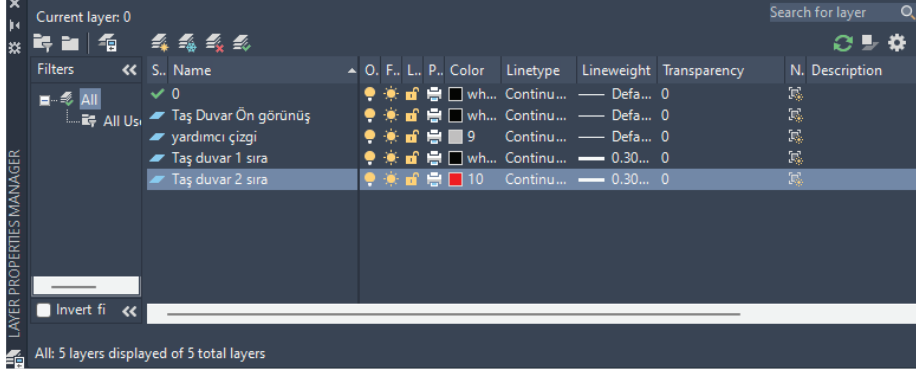 Current layer: 0
Search for layer
Filters
S.. Name O. F.. L.. P.. Color Linetype Lineweight Transparency N. Description
All
All Us
0 wh... Continu... Defa... 0
Taş Duvar Ön görünüş wh... Continu... Defa... 0
yardımcı çizgi 9 Continu... Defa... 0
Taş duvar 1 sıra wh... Continu... 0.30... 0
Taş duvar 2 sıra 10 Continu... 0.30... 0
Invert fi
All: 5 layers displayed of 5 total layers
LAYER PROPERTIES MANAGER